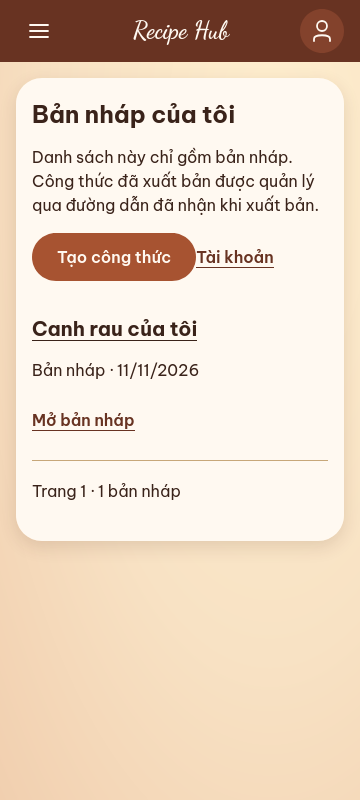 Recipe Hub
Bản nháp của tôi
Danh sách này chỉ gồm bản nháp.
Công thức đã xuất bản được quản lý
qua đường dẫn đã nhận khi xuất bản.
Tạo công thức
Tài khoản
Canh rau của tôi
Bản nháp · 11/11/2026
Mở bản nháp
Trang 1 · 1 bản nháp